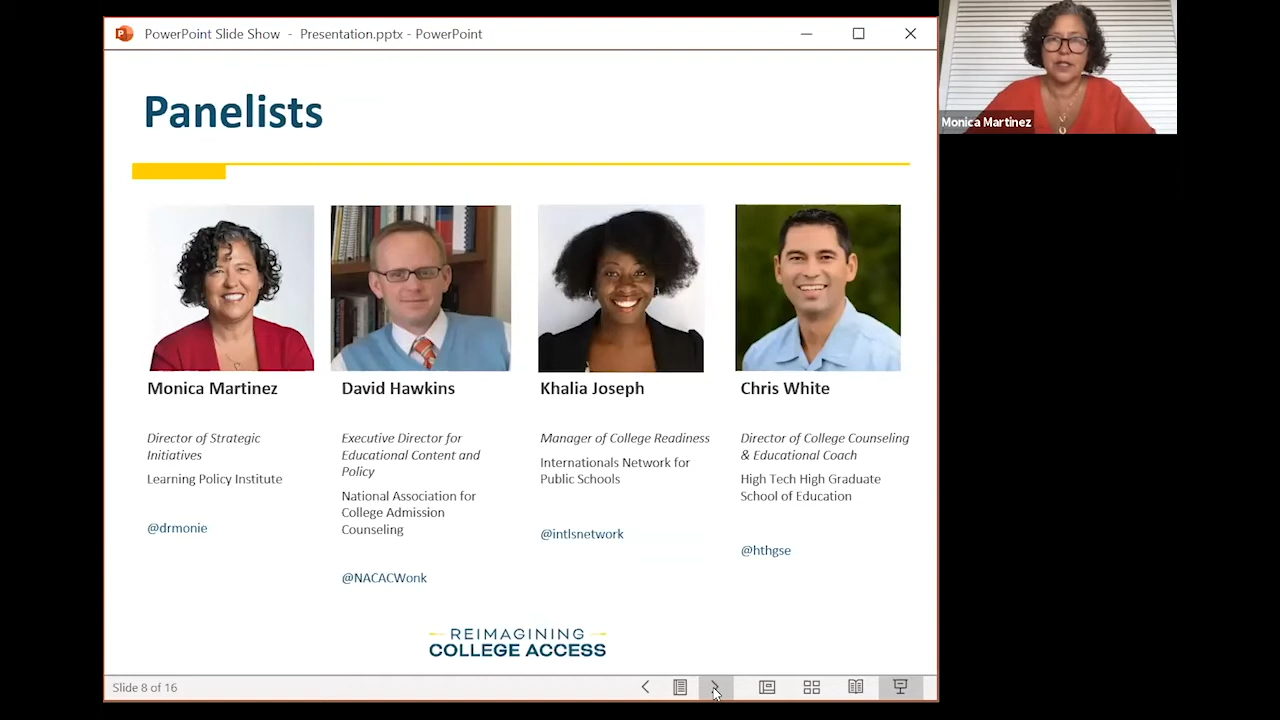 PowerPoint Slide Show - Presentation.pptx - PowerPoint
Monica Martinez
Panelists
Monica Martinez
Director of Strategic
Initiatives
Learning Policy Institute
@drmonie
David Hawkins
Executive Director for
Educational Content and
Policy
National Association for
College Admission
Counseling
@NACACWonk
Khalia Joseph
Manager of College Readiness
Internationals Network for
Public Schools
@intlsnetwork
Chris White
Director of College Counseling
& Educational Coach
High Tech High Graduate
School of Education
@hthgse
REIMAGINING
COLLEGE ACCESS
Slide 8 of 16